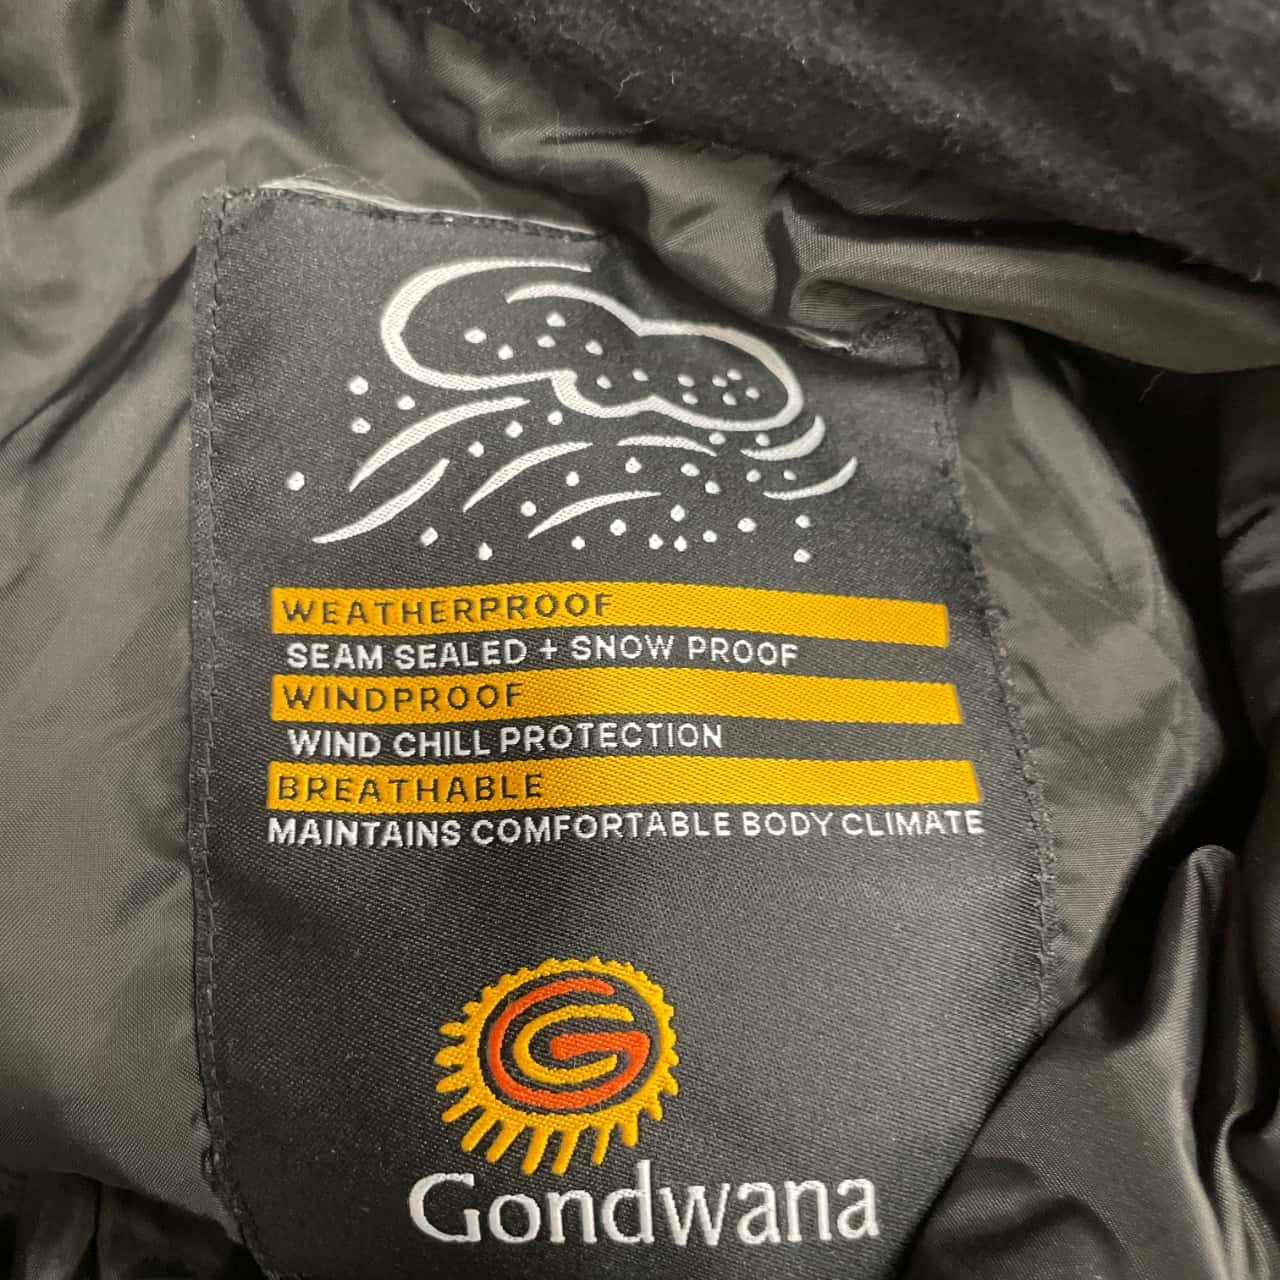 WEATHERPROOF
SEAM SEALED + SNOW PROOF
WINDPROOF
WIND CHILL PROTECTION
BREATHABLE
MAINTAINS COMFORTABLE BODY CLIMATE
G
Gondwana